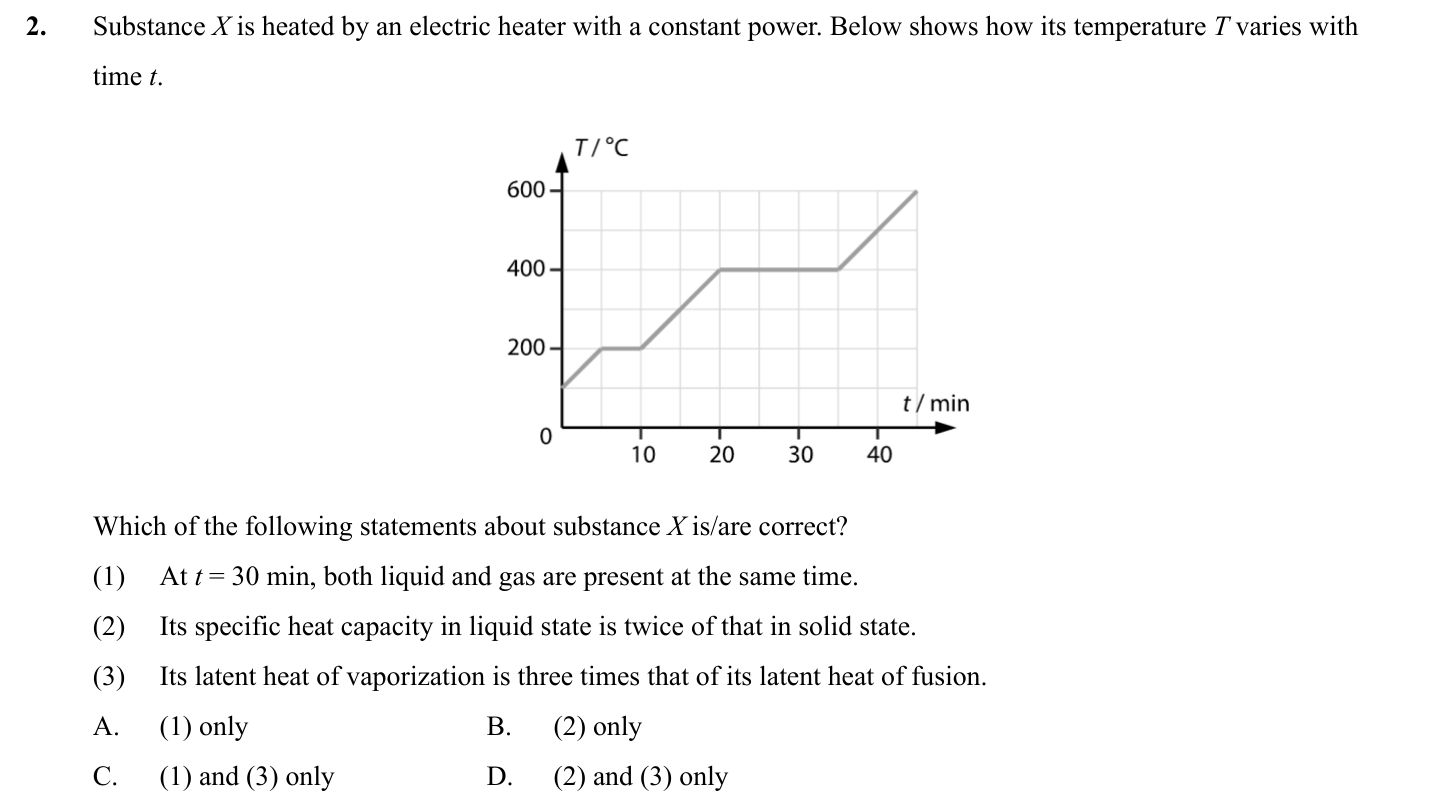 2. Substance X is heated by an electric heater with a constant power. Below shows how its temperature T varies with
time t.
T / °C
600
400
200
0
t / min
10 20 30 40
Which of the following statements about substance X is/are correct?
(1) At t = 30 min, both liquid and gas are present at the same time.
(2) Its specific heat capacity in liquid state is twice of that in solid state.
(3) Its latent heat of vaporization is three times that of its latent heat of fusion.
A. (1) only B. (2) only
C. (1) and (3) only D. (2) and (3) only